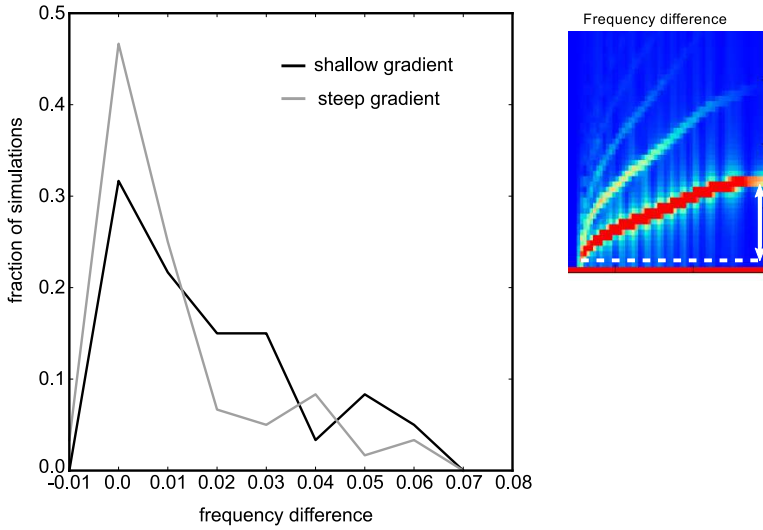 Frequency difference
0.5
0.4
0.3
0.2
0.1
0.0
fraction of simulations
shallow gradient
steep gradient
-0.01 0.0 0.01 0.02 0.03 0.04 0.05 0.06 0.07 0.08
frequency difference